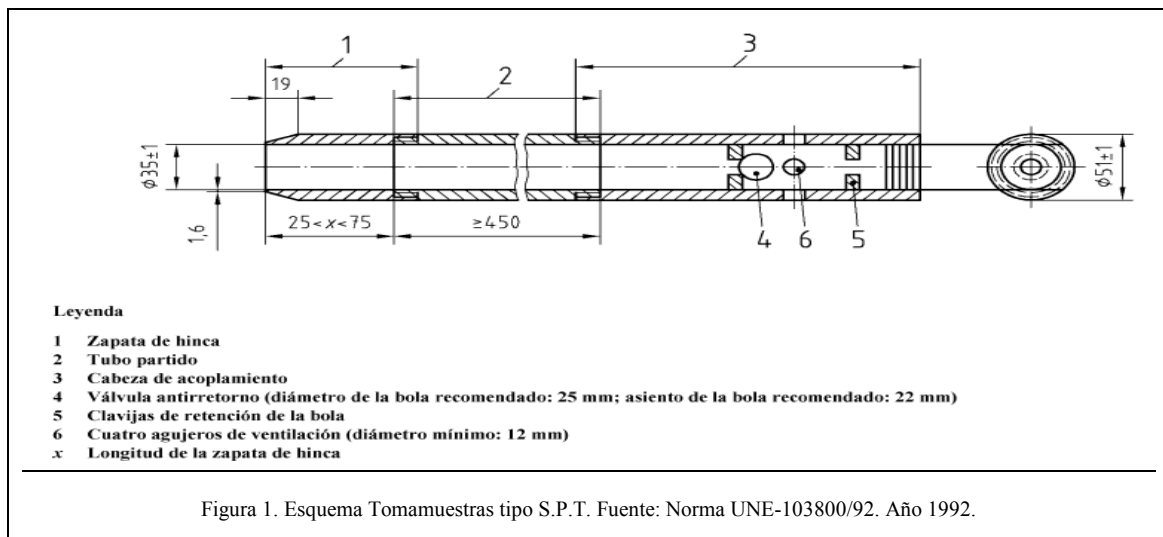 1
3
2
19
⌀35±1
⌀51±1
1,6
25<x<75
≥450
4
6
5
Leyenda
1 Zapata de hinca
2 Tubo partido
3 Cabeza de acoplamiento
4 Válvula antirretorno (diámetro de la bola recomendado: 25 mm; asiento de la bola recomendado: 22 mm)
5 Clavijas de retención de la bola
6 Cuatro agujeros de ventilación (diámetro mínimo: 12 mm)
x Longitud de la zapata de hinca
Figura 1. Esquema Tomamuestras tipo S.P.T. Fuente: Norma UNE-103800/92. Año 1992.